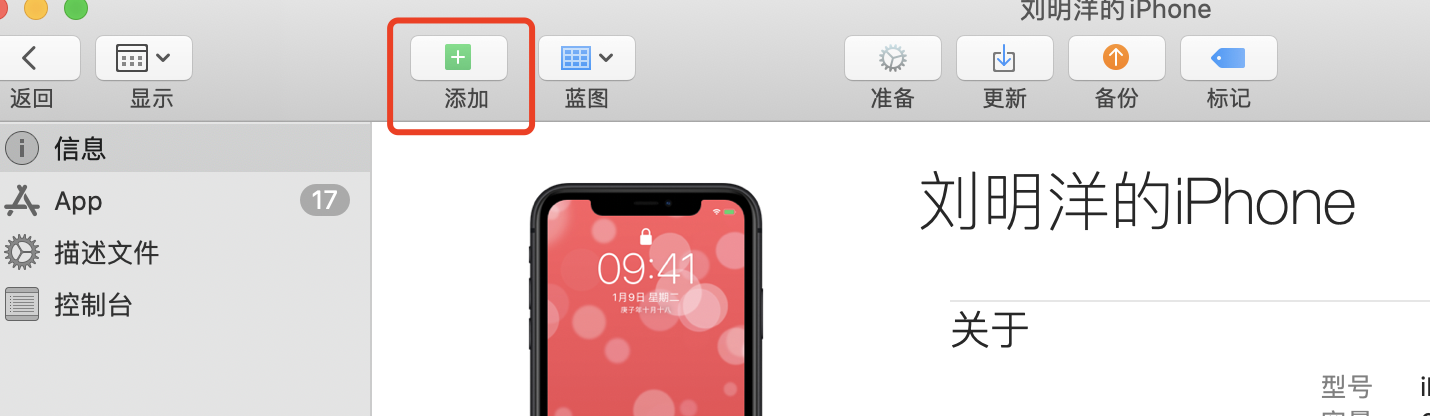 刘明洋的iPhone
返回
显示
添加
蓝图
准备
更新
备份
标记
信息
App
17
描述文件
控制台
09:41
1月9日 星期二
庚子年十月十八
刘明洋的iPhone
关于
型号